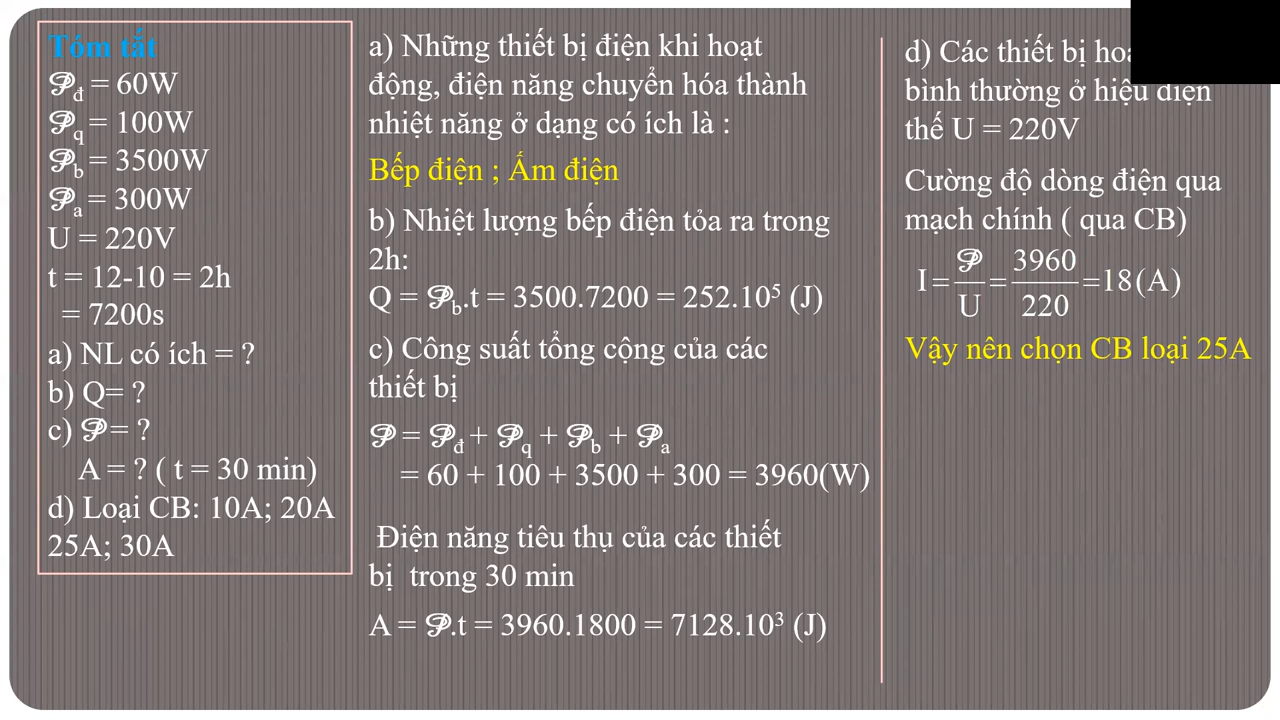 Tóm tắt
𝒫đ = 60W
𝒫q = 100W
𝒫b = 3500W
𝒫a = 300W
U = 220V
t = 12-10 = 2h
= 7200s
a) NL có ích = ?
b) Q= ?
c) 𝒫= ?
A = ? ( t = 30 min)
d) Loại CB: 10A; 20A
25A; 30A
a) Những thiết bị điện khi hoạt
động, điện năng chuyển hóa thành
nhiệt năng ở dạng có ích là :
Bếp điện ; Ấm điện
b) Nhiệt lượng bếp điện tỏa ra trong
2h:
Q = 𝒫b.t = 3500.7200 = 252.10⁵ (J)
c) Công suất tổng cộng của các
thiết bị
𝒫 = 𝒫đ + 𝒫q + 𝒫b + 𝒫a
= 60 + 100 + 3500 + 300 = 3960(W)
Điện năng tiêu thụ của các thiết
bị trong 30 min
A = 𝒫.t = 3960.1800 = 7128.10³ (J)
d) Các thiết bị
bình thường ở hiệu điện
thế U = 220V
Cường độ dòng điện qua
mạch chính ( qua CB)
I = 𝒫/U = 3960/220 =18(A)
Vậy nên chọn CB loại 25A